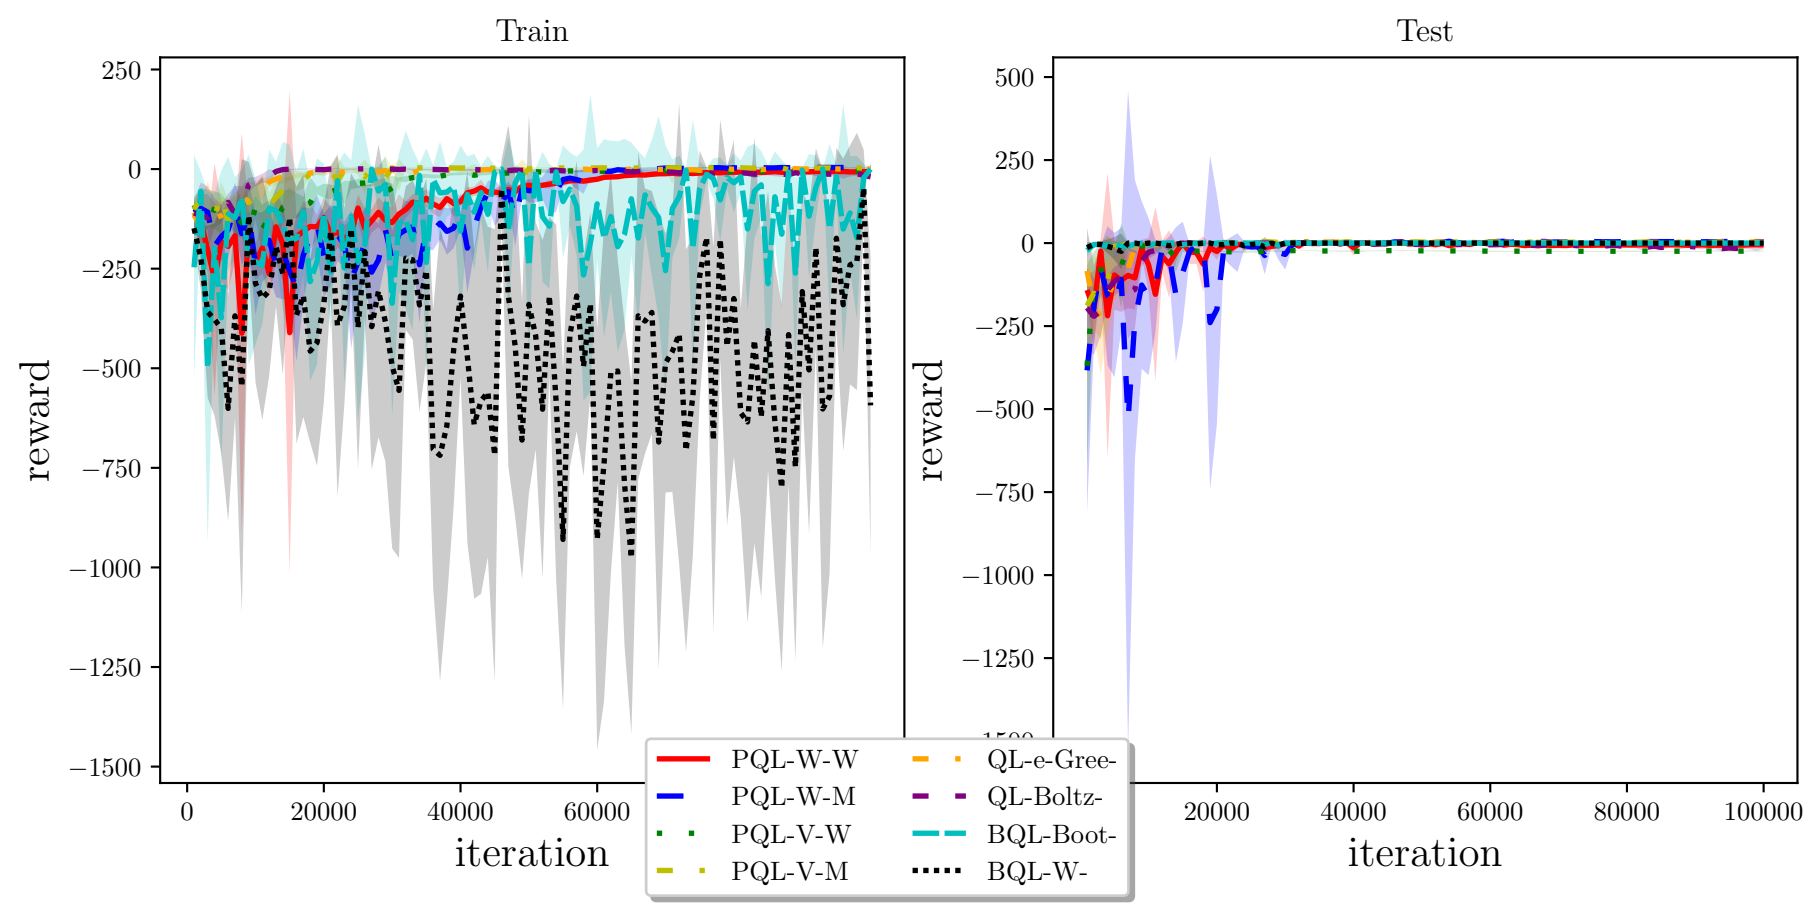 Train
250
0
−250
−500
−750
−1000
−1250
−1500
reward
0
20000
40000
60000
iteration
Test
500
250
0
−250
−500
−750
−1000
−1250
reward
20000
40000
60000
80000
100000
iteration
PQL-W-W
PQL-W-M
PQL-V-W
PQL-V-M
QL-e-Gree-
QL-Boltz-
BQL-Boot-
BQL-W-